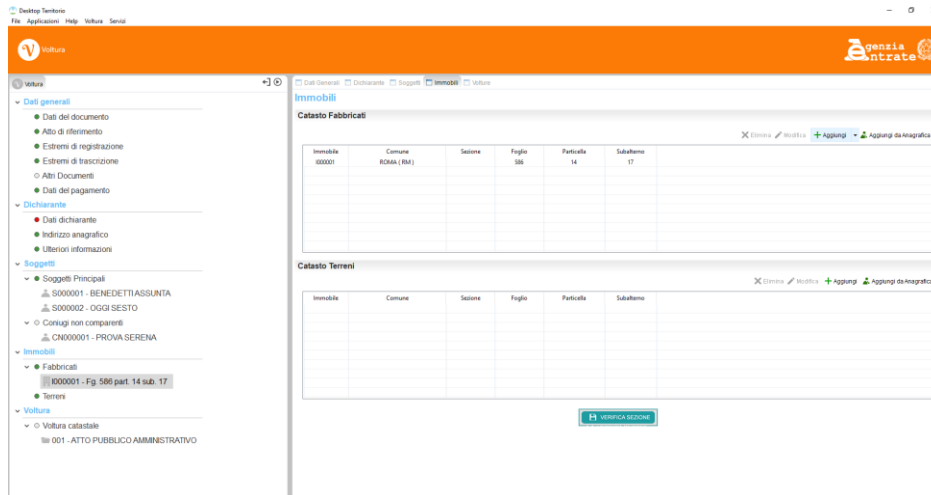 Desktop Territorio
File Applicazioni Help Voltura Servizi
V Voltura
Agenzia
Entrate
Voltura
Dati Generali Dichiarante Soggetti Immobili Volture
Immobili
Dati generali
Dati del documento
Atto di riferimento
Estremi di registrazione
Estremi di trascrizione
Altri Documenti
Dati del pagamento
Dichiarante
Dati dichiarante
Indirizzo anagrafico
Ulteriori informazioni
Soggetti
Soggetti Principali
S000001 - BENEDETTI ASSUNTA
S000002 - OGGI SESTO
Coniugi non comparenti
CN000001 - PROVA SERENA
Immobili
Fabbricati
I000001 - Fg. 586 part. 14 sub. 17
Terreni
Voltura
Voltura catastale
001 - ATTO PUBBLICO AMMINISTRATIVO
Catasto Fabbricati
Elimina Modifica Aggiungi Aggiungi da Anagrafica
Immobile Comune Sezione Foglio Particella Subalterno
I000001 ROMA ( RM ) 586 14 17
Catasto Terreni
Elimina Modifica Aggiungi Aggiungi da Anagrafica
Immobile Comune Sezione Foglio Particella Subalterno
VERIFICA SEZIONE